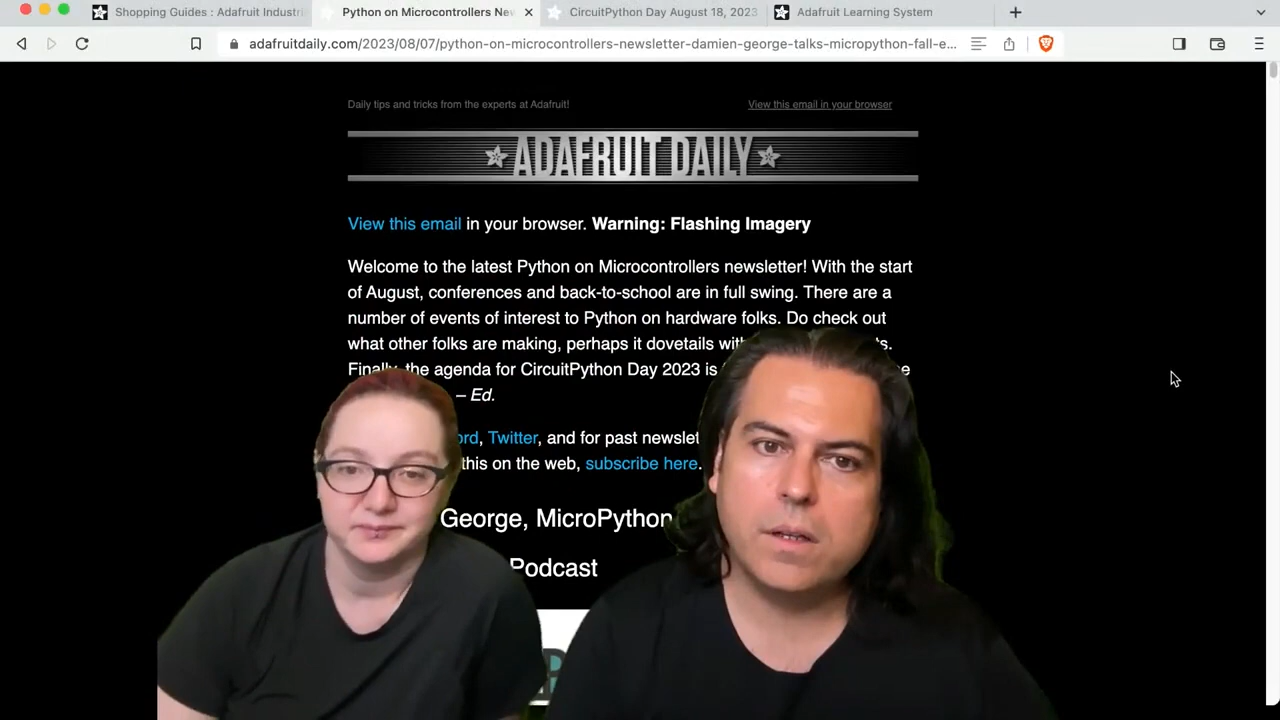 Shopping Guides : Adafruit Industri
Python on Microcontrollers Nev
CircuitPython Day August 18, 2023
Adafruit Learning System
adafruitdaily.com/2023/08/07/python-on-microcontrollers-newsletter-damien-george-talks-micropython-fall-e...
Daily tips and tricks from the experts at Adafruit!
View this email in your browser
ADAFRUIT DAILY
View this email in your browser. Warning: Flashing Imagery
Welcome to the latest Python on Microcontrollers newsletter! With the start
of August, conferences and back-to-school are in full swing. There are a
number of events of interest to Python on hardware folks. Do check out
what other folks are making, perhaps it dovetails with
Finally, the agenda for CircuitPython Day 2023 is
– Ed.
Twitter, and for past newslet
this on the web, subscribe here.
George, MicroPython
Podcast